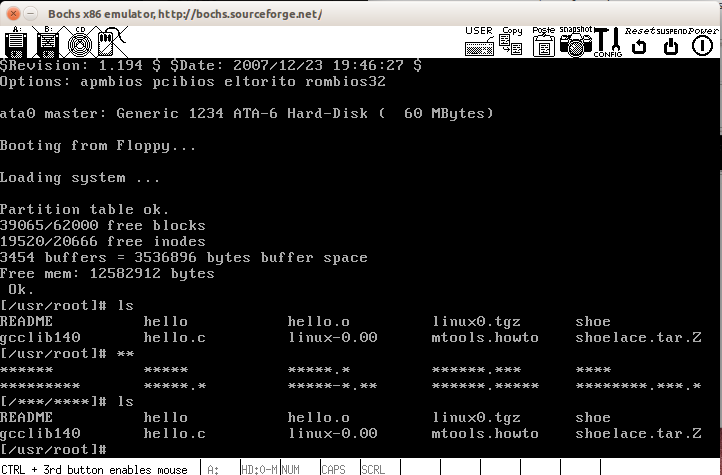 Bochs x86 emulator, http://bochs.sourceforge.net/
A: B: CD USER Copy Paste snapshot CONFIG Reset SUSPEND Power
$Revision: 1.194 $ $Date: 2007/12/23 19:46:27 $
Options: apmbios pcibios eltorito rombios32
ata0 master: Generic 1234 ATA-6 Hard-Disk ( 60 MBytes)
Booting from Floppy...
Loading system ...
Partition table ok.
39065/62000 free blocks
19520/20666 free inodes
3454 buffers = 3536896 bytes buffer space
Free mem: 12582912 bytes
Ok.
[/usr/root]# ls
README hello hello.o linux0.tgz shoe
gcclib140 hello.c linux-0.00 mtools.howto shoelace.tar.Z
[/usr/root]# **
****** ***** *****.* ******.*** ****
********* *****.* *****-*.** ******.***** ********.***.*
[/***/****]# ls
README hello hello.o linux0.tgz shoe
gcclib140 hello.c linux-0.00 mtools.howto shoelace.tar.Z
[/usr/root]#
CTRL + 3rd button enables mouse A: HD:0-M NUM CAPS SCRL